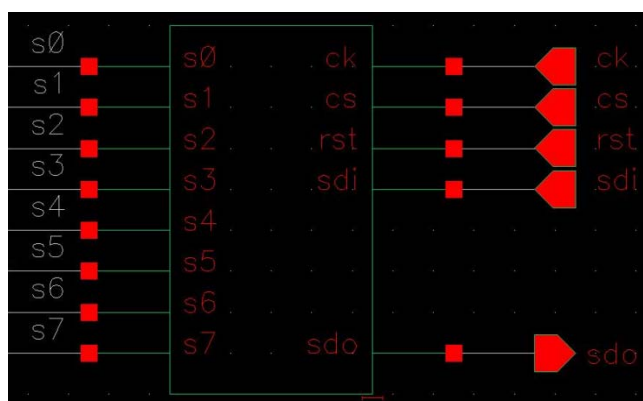 s0 s0 ck ck
s1 s1 cs cs
s2 s2 rst rst
s3 s3 sdi sdi
s4 s4
s5 s5
s6 s6
s7 s7 sdo sdo